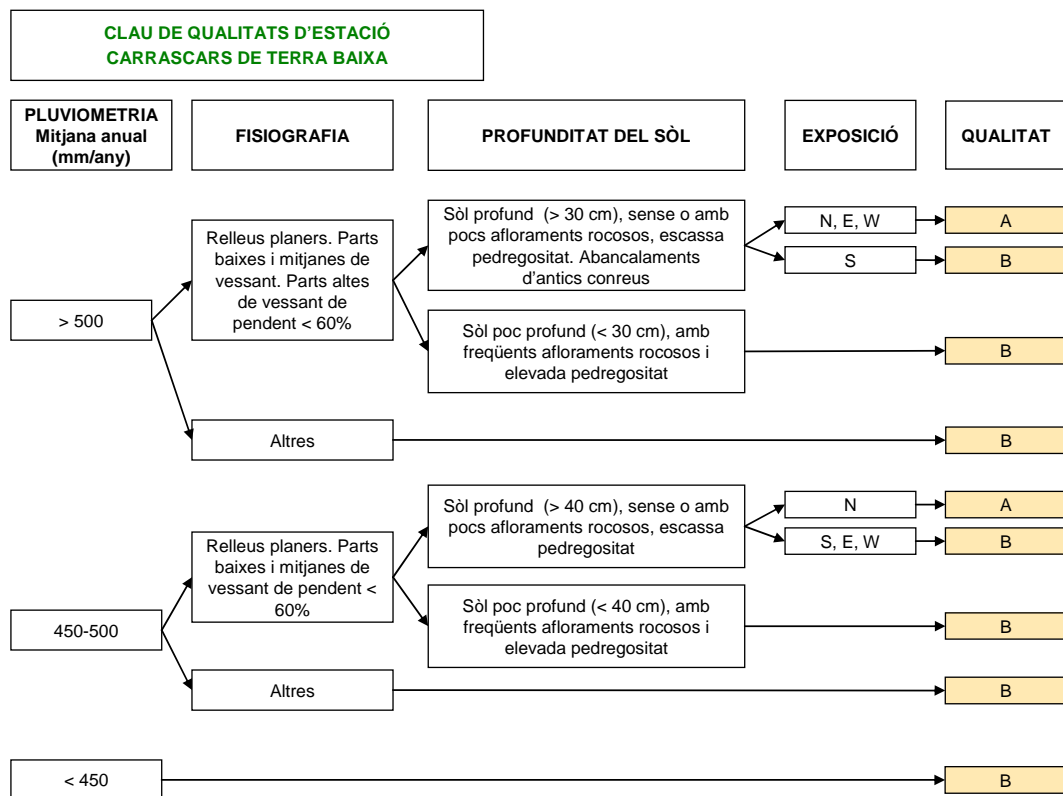 CLAU DE QUALITATS D'ESTACIÓ
CARRASCARS DE TERRA BAIXA
PLUVIOMETRIA
Mitjana anual
(mm/any)
FISIOGRAFIA
PROFUNDITAT DEL SÒL
EXPOSICIÓ
QUALITAT
> 500
Relleus planers. Parts
baixes i mitjanes de
vessant. Parts altes
de vessant de
pendent < 60%
Sòl profund (> 30 cm), sense o amb
pocs afloraments rocosos, escassa
pedregositat. Abancalaments
d'antics conreus
N, E, W
A
S
B
Sòl poc profund (< 30 cm), amb
freqüents afloraments rocosos i
elevada pedregositat
B
Altres
B
450-500
Relleus planers. Parts
baixes i mitjanes de
vessant de pendent <
60%
Sòl profund (> 40 cm), sense o amb
pocs afloraments rocosos, escassa
pedregositat
N
A
S, E, W
B
Sòl poc profund (< 40 cm), amb
freqüents afloraments rocosos i
elevada pedregositat
B
Altres
B
< 450
B